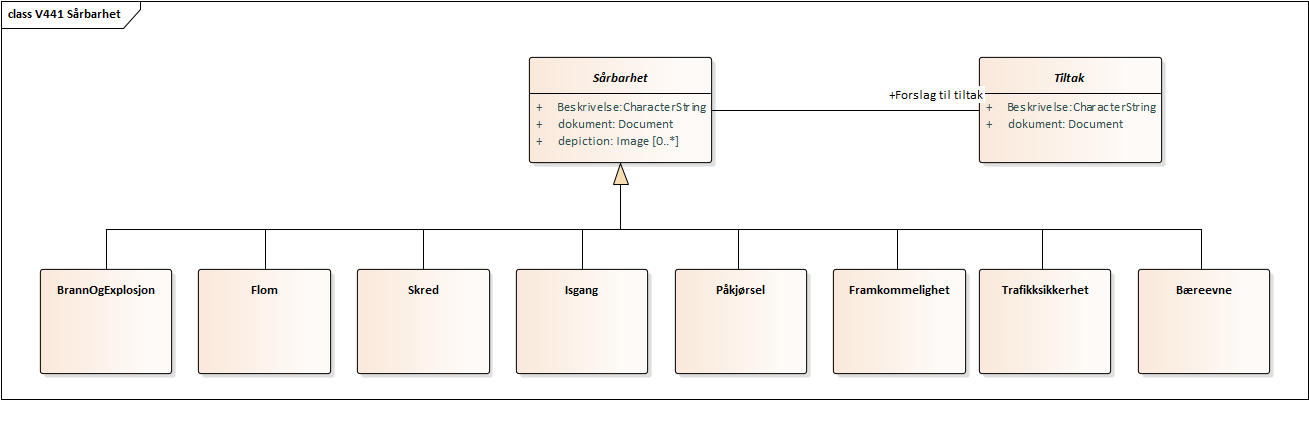 class V441 Sårbarhet
Sårbarhet
+ Beskrivelse:CharacterString
+ dokument: Document
+ depiction: Image [0..*]
+Forslag til tiltak
Tiltak
+ Beskrivelse:CharacterString
+ dokument: Document
BrannOgExplosjon
Flom
Skred
Isgang
Påkjørsel
Framkommelighet
Trafikksikkerhet
Bæreevne